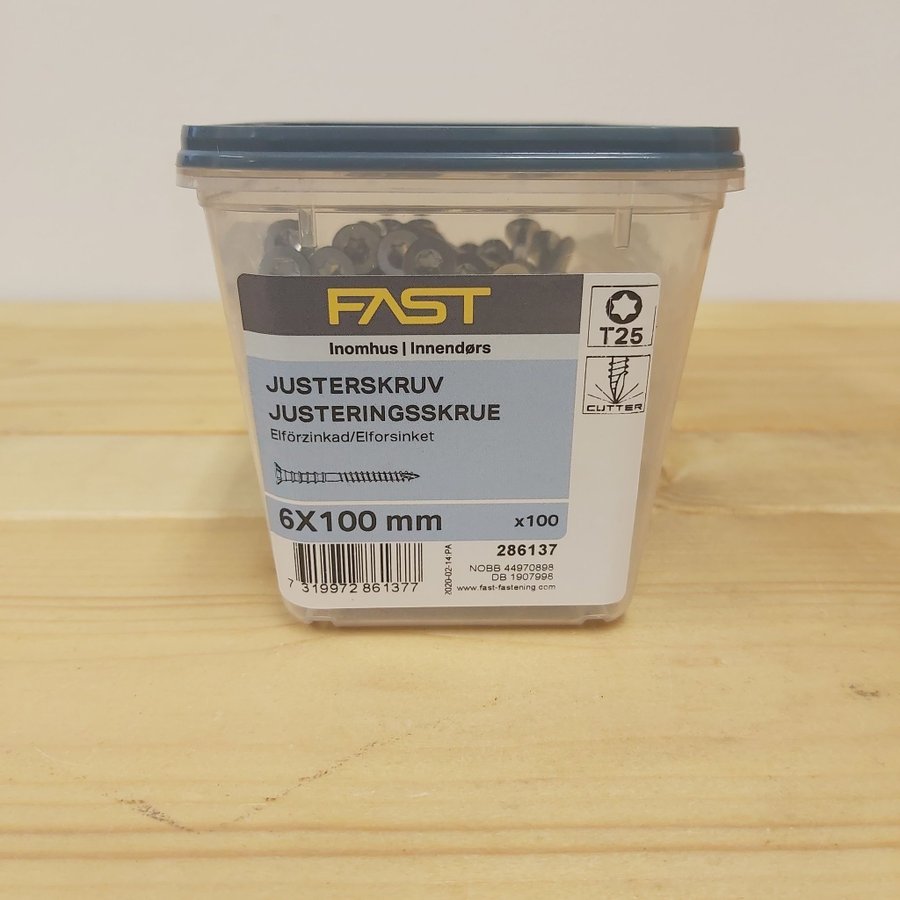 FAST
Inomhus | Innendørs
T25
CUTTER
JUSTERSKRUV
JUSTERINGSSKRUE
Elförzinkad/Elforsinket
6X100 mm
x100
7 319972 861377
2020-02-14 PA
286137
NOBB 44970898
DB 1907998
www.fast-fastening.com